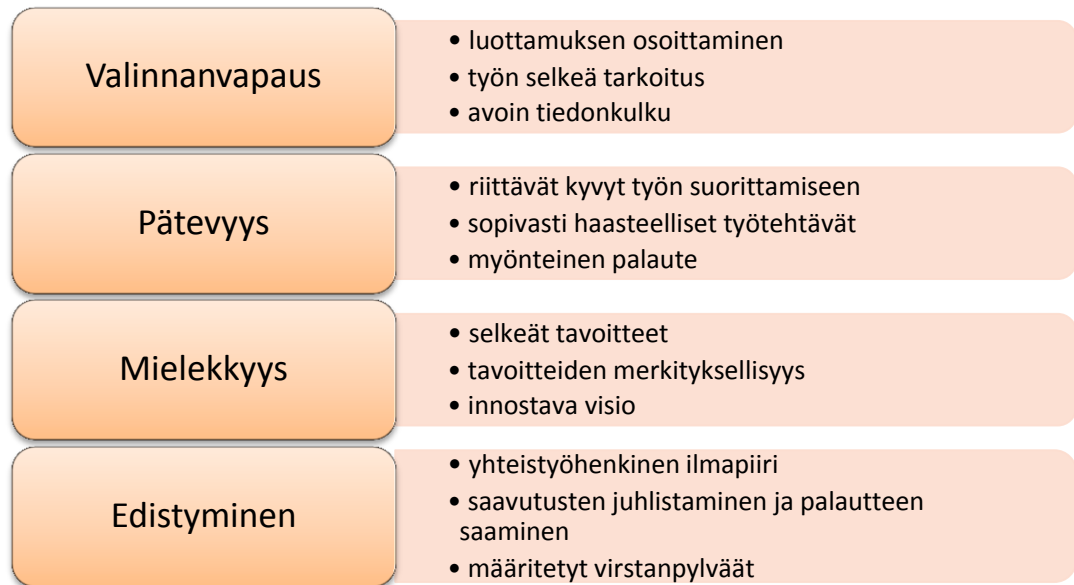 Valinnanvapaus
• luottamuksen osoittaminen
• työn selkeä tarkoitus
• avoin tiedonkulku
Pätevyys
• riittävät kyvyt työn suorittamiseen
• sopivasti haasteelliset työtehtävät
• myönteinen palaute
Mielekkyys
• selkeät tavoitteet
• tavoitteiden merkityksellisyys
• innostava visio
Edistyminen
• yhteistyöhenkinen ilmapiiri
• saavutusten juhlistaminen ja palautteen
saaminen
• määritetyt virstanpylväät